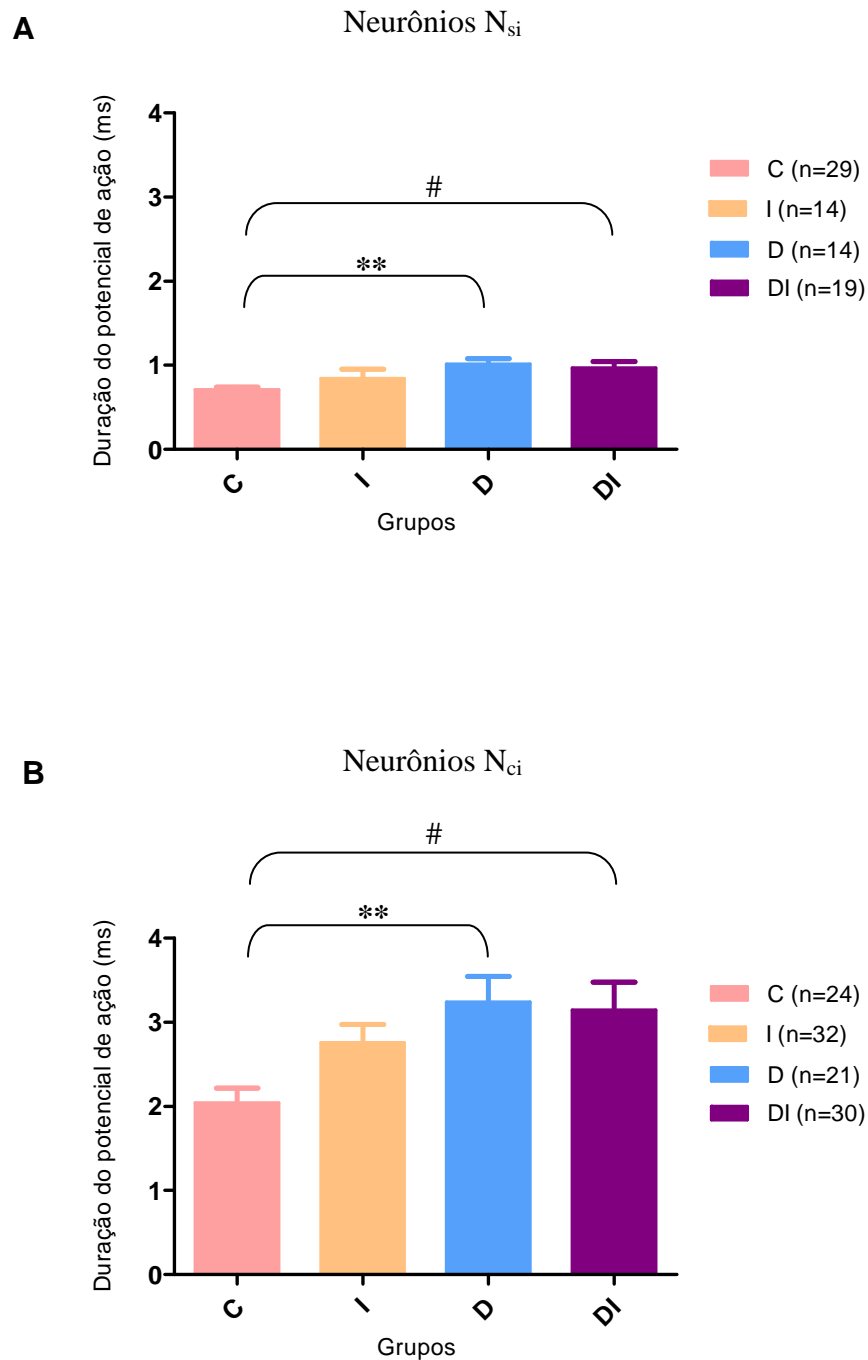 A
Neurônios Nsi
Duração do potencial de ação (ms)
4
3
2
1
0
#
**
C
I
D
DI
Grupos
C (n=29)
I (n=14)
D (n=14)
DI (n=19)
B
Neurônios Nci
Duração do potencial de ação (ms)
4
3
2
1
0
#
**
C
I
D
DI
Grupos
C (n=24)
I (n=32)
D (n=21)
DI (n=30)